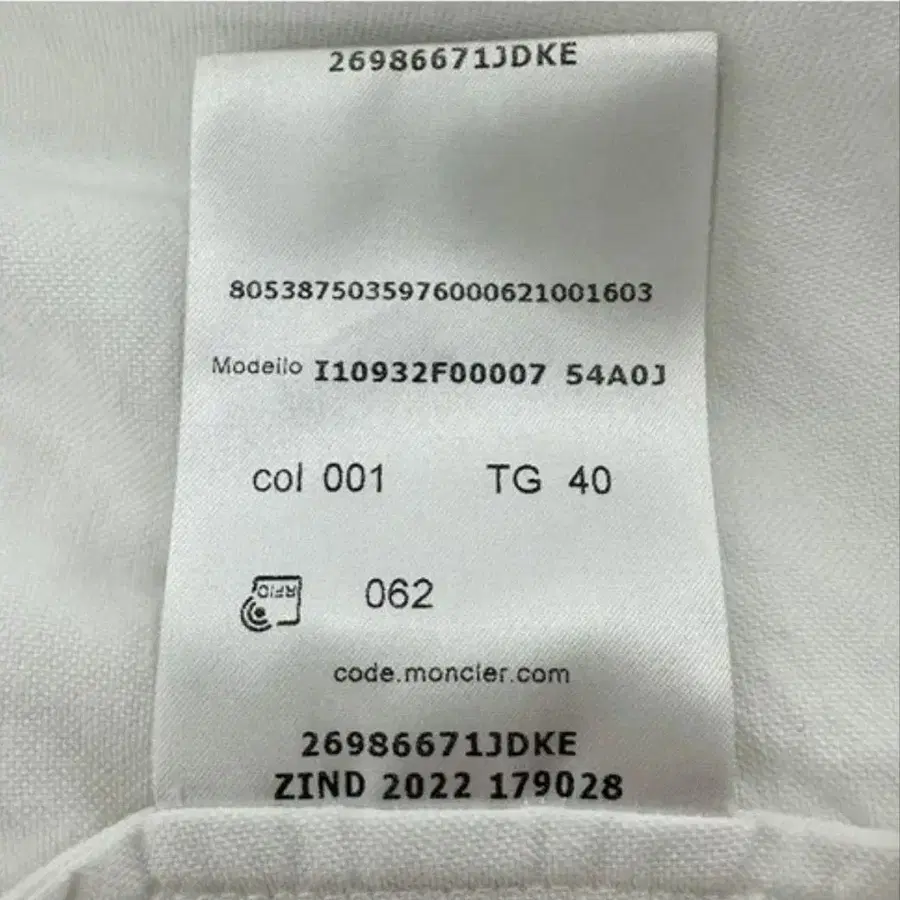 26986671JDKE
8053875035976000621001603
Modello I10932F00007 54A0J
col 001 TG 40
RFID 062
code.moncler.com
26986671JDKE
ZIND 2022 179028